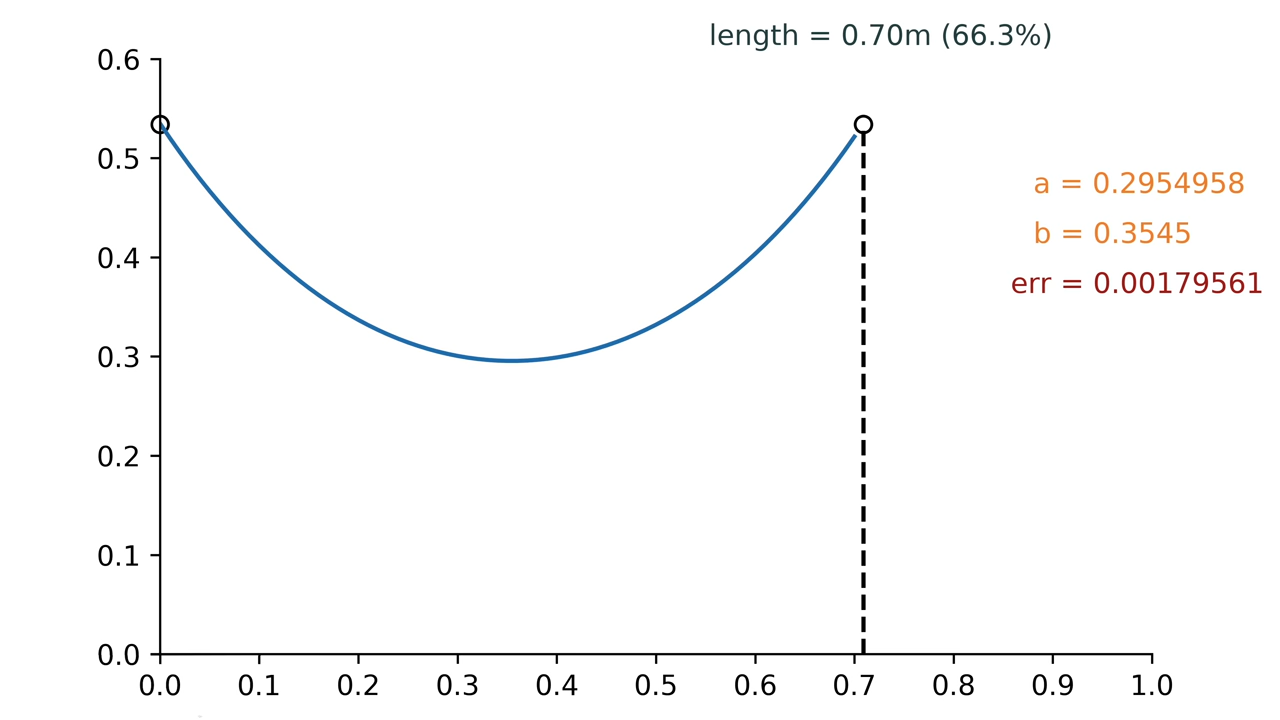 length = 0.70m (66.3%)
0.6
0.5
a = 0.2954958
b = 0.3545
0.4
err = 0.00179561
0.3
0.2
0.1
0.0
0.0 0.1 0.2 0.3 0.4 0.5 0.6 0.7 0.8 0.9 1.0